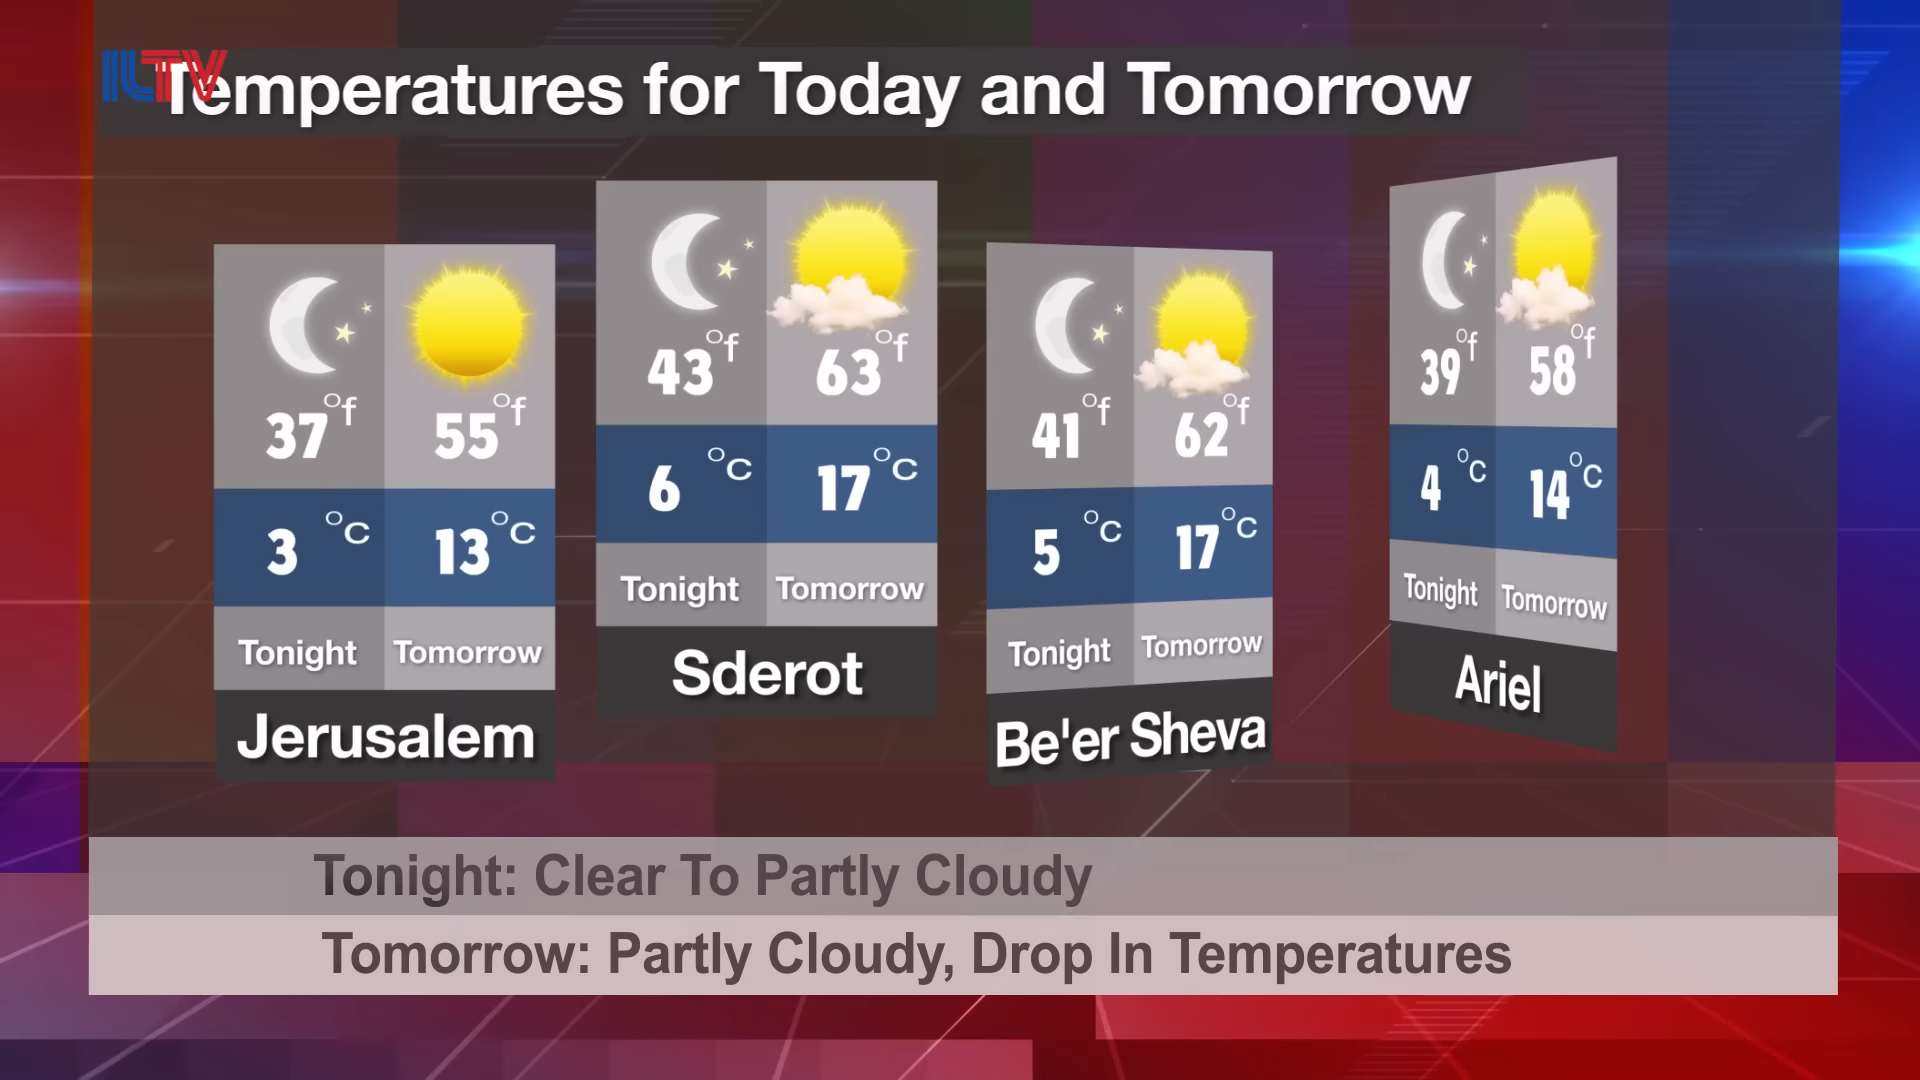 ILTV
Temperatures for Today and Tomorrow
37°f 55°f
3 °C 13°C
Tonight Tomorrow
Jerusalem
43°f 63°f
6 °C 17°C
Tonight Tomorrow
Sderot
41°f 62°f
5 °C 17°C
Tonight Tomorrow
Be'er Sheva
39°f 58°f
4 °C 14°C
Tonight Tomorrow
Ariel
Tonight: Clear To Partly Cloudy
Tomorrow: Partly Cloudy, Drop In Temperatures